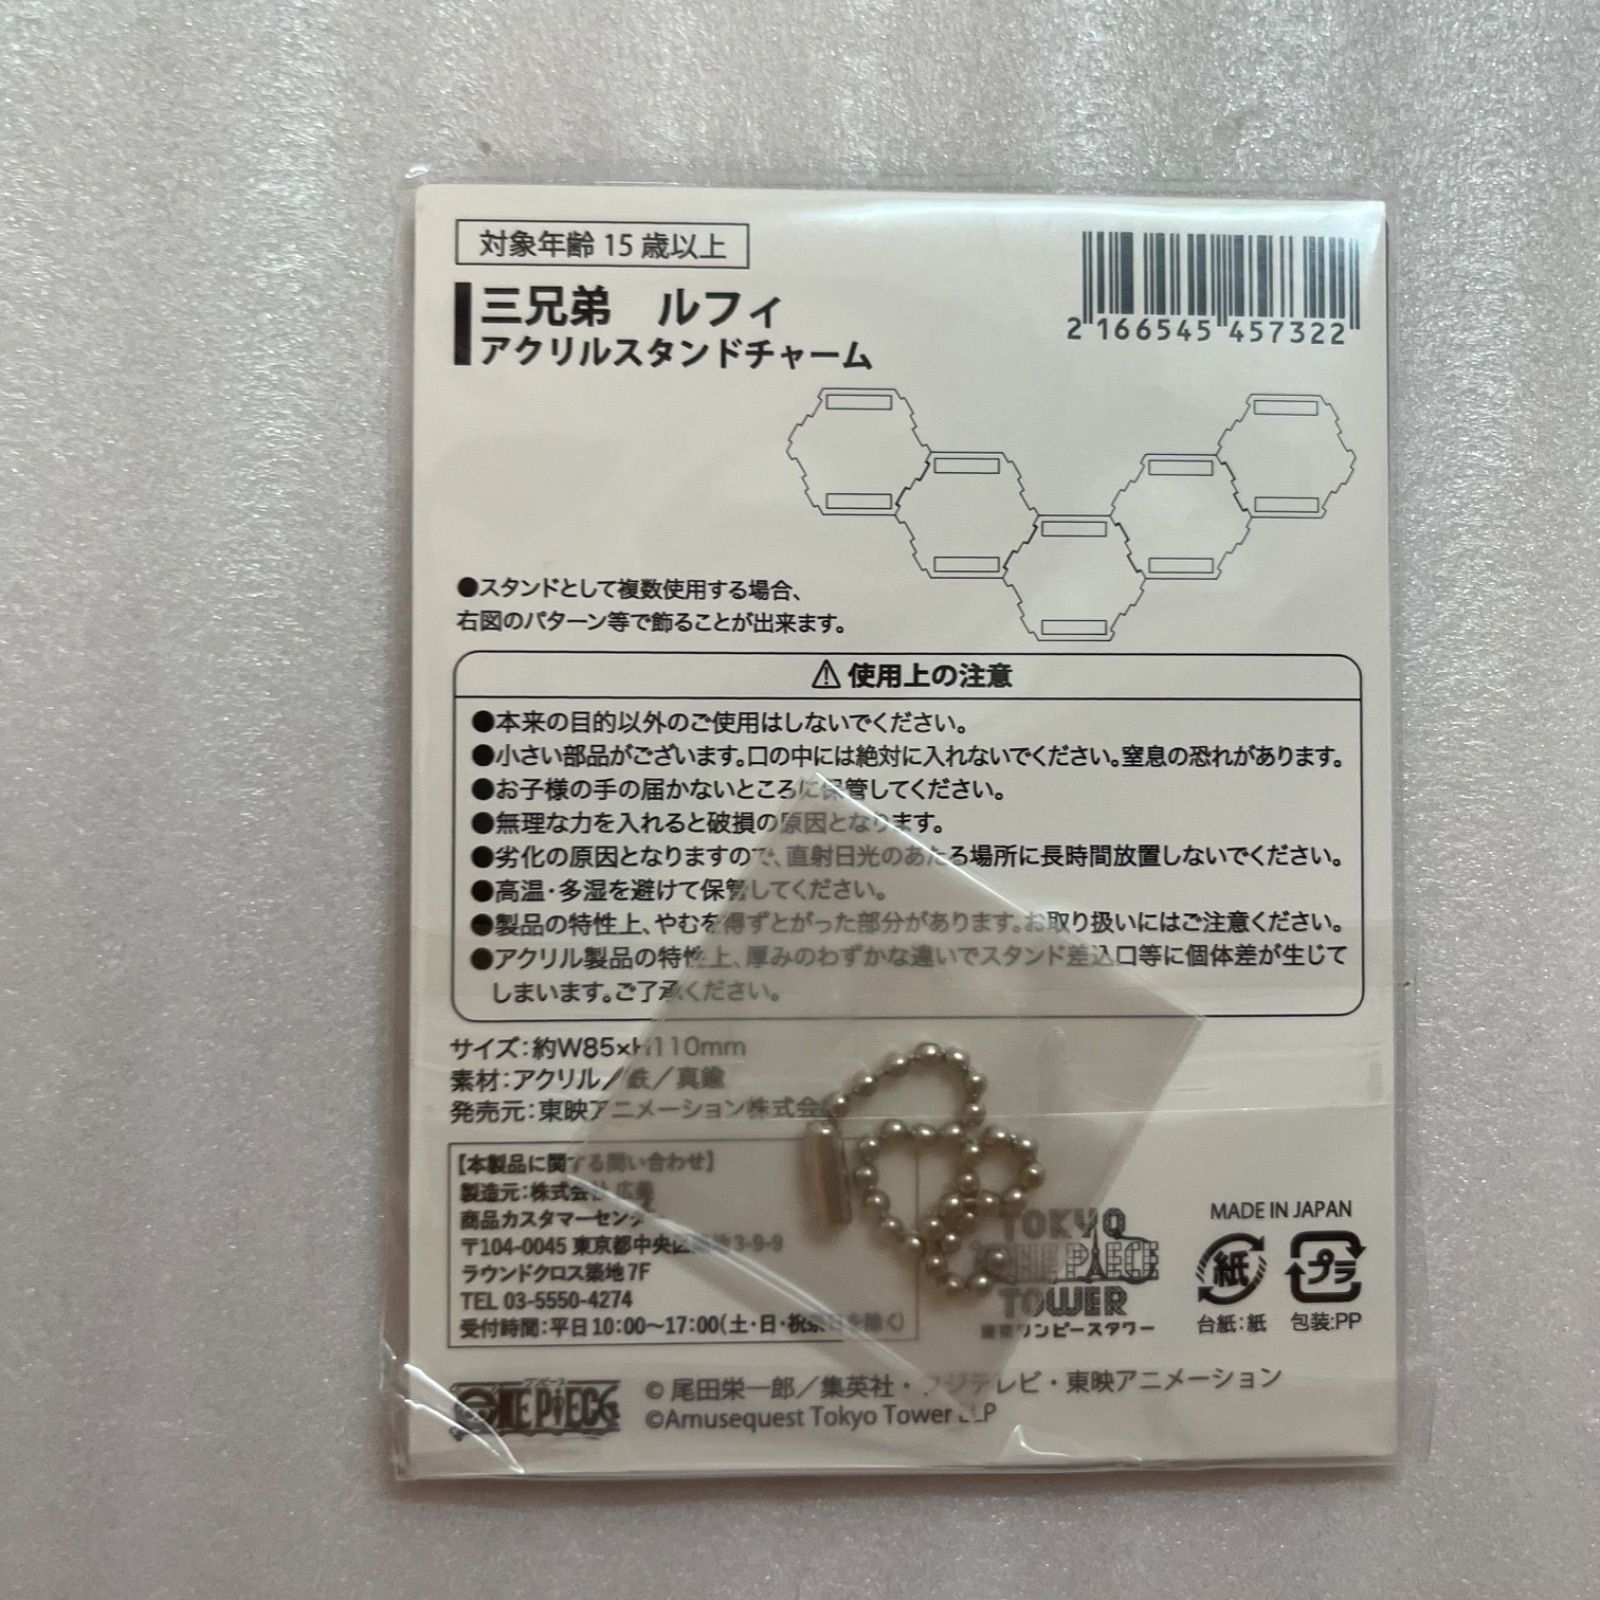 対象年齢 15 歳以上
三兄弟　ルフィ
アクリルスタンドチャーム
2 166545 457322
●スタンドとして複数使用する場合、
右図のパターン等で飾ることが出来ます。
⚠ 使用上の注意
●本来の目的以外のご使用はしないでください。
●小さい部品がございます。口の中には絶対に入れないでください。窒息の恐れがあります。
●お子様の手の届かないところに保管してください。
●無理な力を入れると破損の原因となります。
●劣化の原因となりますので、直射日光のあたる場所に長時間放置しないでください。
●高温・多湿を避けて保管してください。
●製品の特性上、やむを得ずとがった部分があります。お取り扱いにはご注意ください。
●アクリル製品の特性上、厚みのわずかな違いでスタンド差込口等に個体差が生じて
しまいます。ご了承ください。
サイズ：約W85×H110mm
素材：アクリル／鉄／真鍮
発売元：東映アニメーション株式会
【本製品に関する問い合わせ】
製造元：株式会社
商品カスタマーセンター
〒104-0045 東京都中央区築地3-9-9
ラウンドクロス築地7F
TEL 03-5550-4274
受付時間：平日10:00〜17:00（土・日・祝祭日を除く）
TOKYO
ONE PIECE
TOWER
東京ワンピースタワー
MADE IN JAPAN
紙
プラ
台紙：紙
包装:PP
ワンピース
ONE PIECE
© 尾田栄一郎／集英社・フジテレビ・東映アニメーション
©Amusequest Tokyo Tower LLP